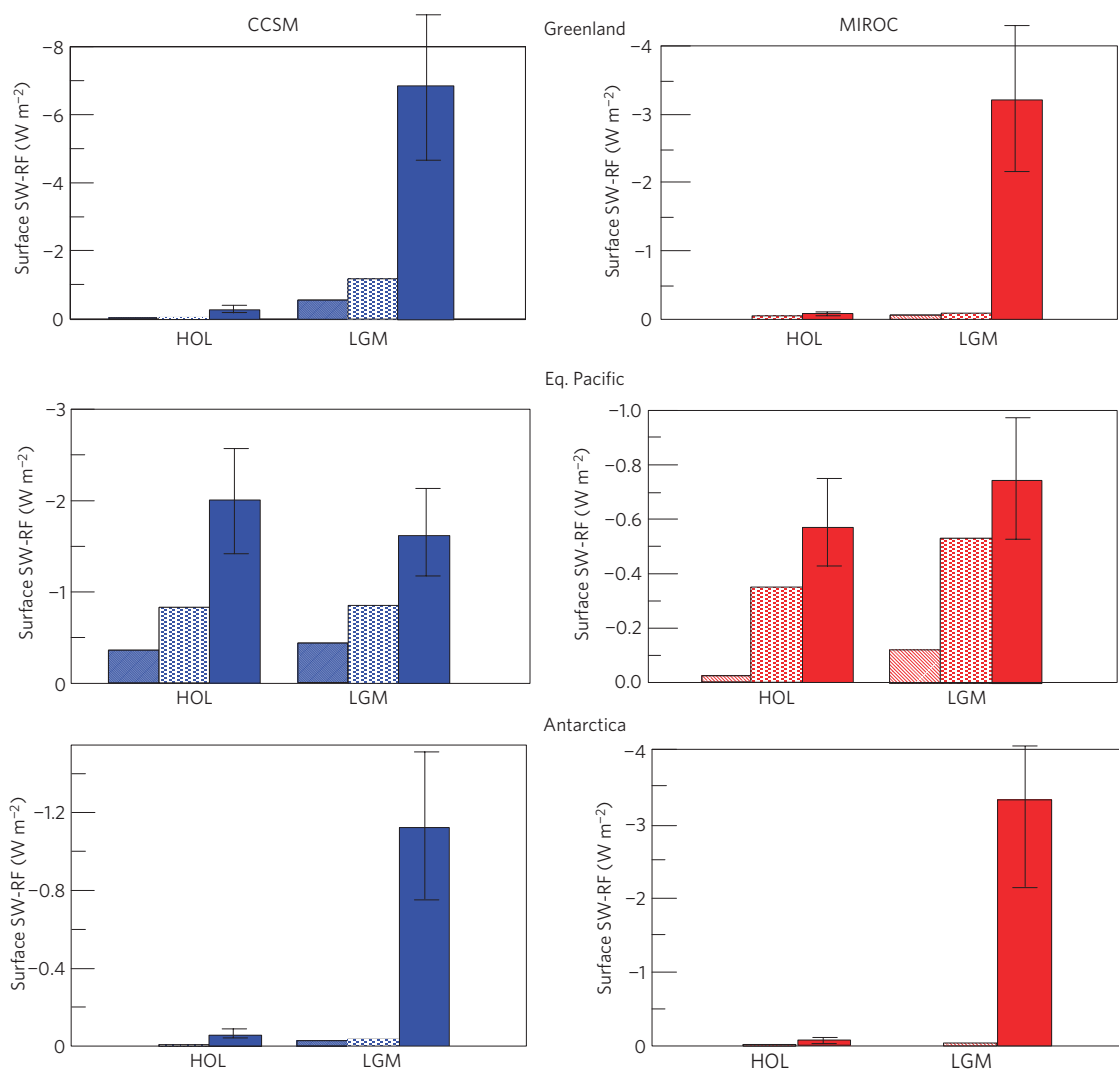 CCSM
Greenland
MIROC
Surface SW-RF (W m⁻²)
−8
−6
−4
−2
0
HOL
LGM
Surface SW-RF (W m⁻²)
−4
−3
−2
−1
0
HOL
LGM
Eq. Pacific
Surface SW-RF (W m⁻²)
−3
−2
−1
0
HOL
LGM
Surface SW-RF (W m⁻²)
−1.0
−0.8
−0.6
−0.4
−0.2
0.0
HOL
LGM
Antarctica
Surface SW-RF (W m⁻²)
−1.2
−0.8
−0.4
0
HOL
LGM
Surface SW-RF (W m⁻²)
−4
−3
−2
−1
0
HOL
LGM